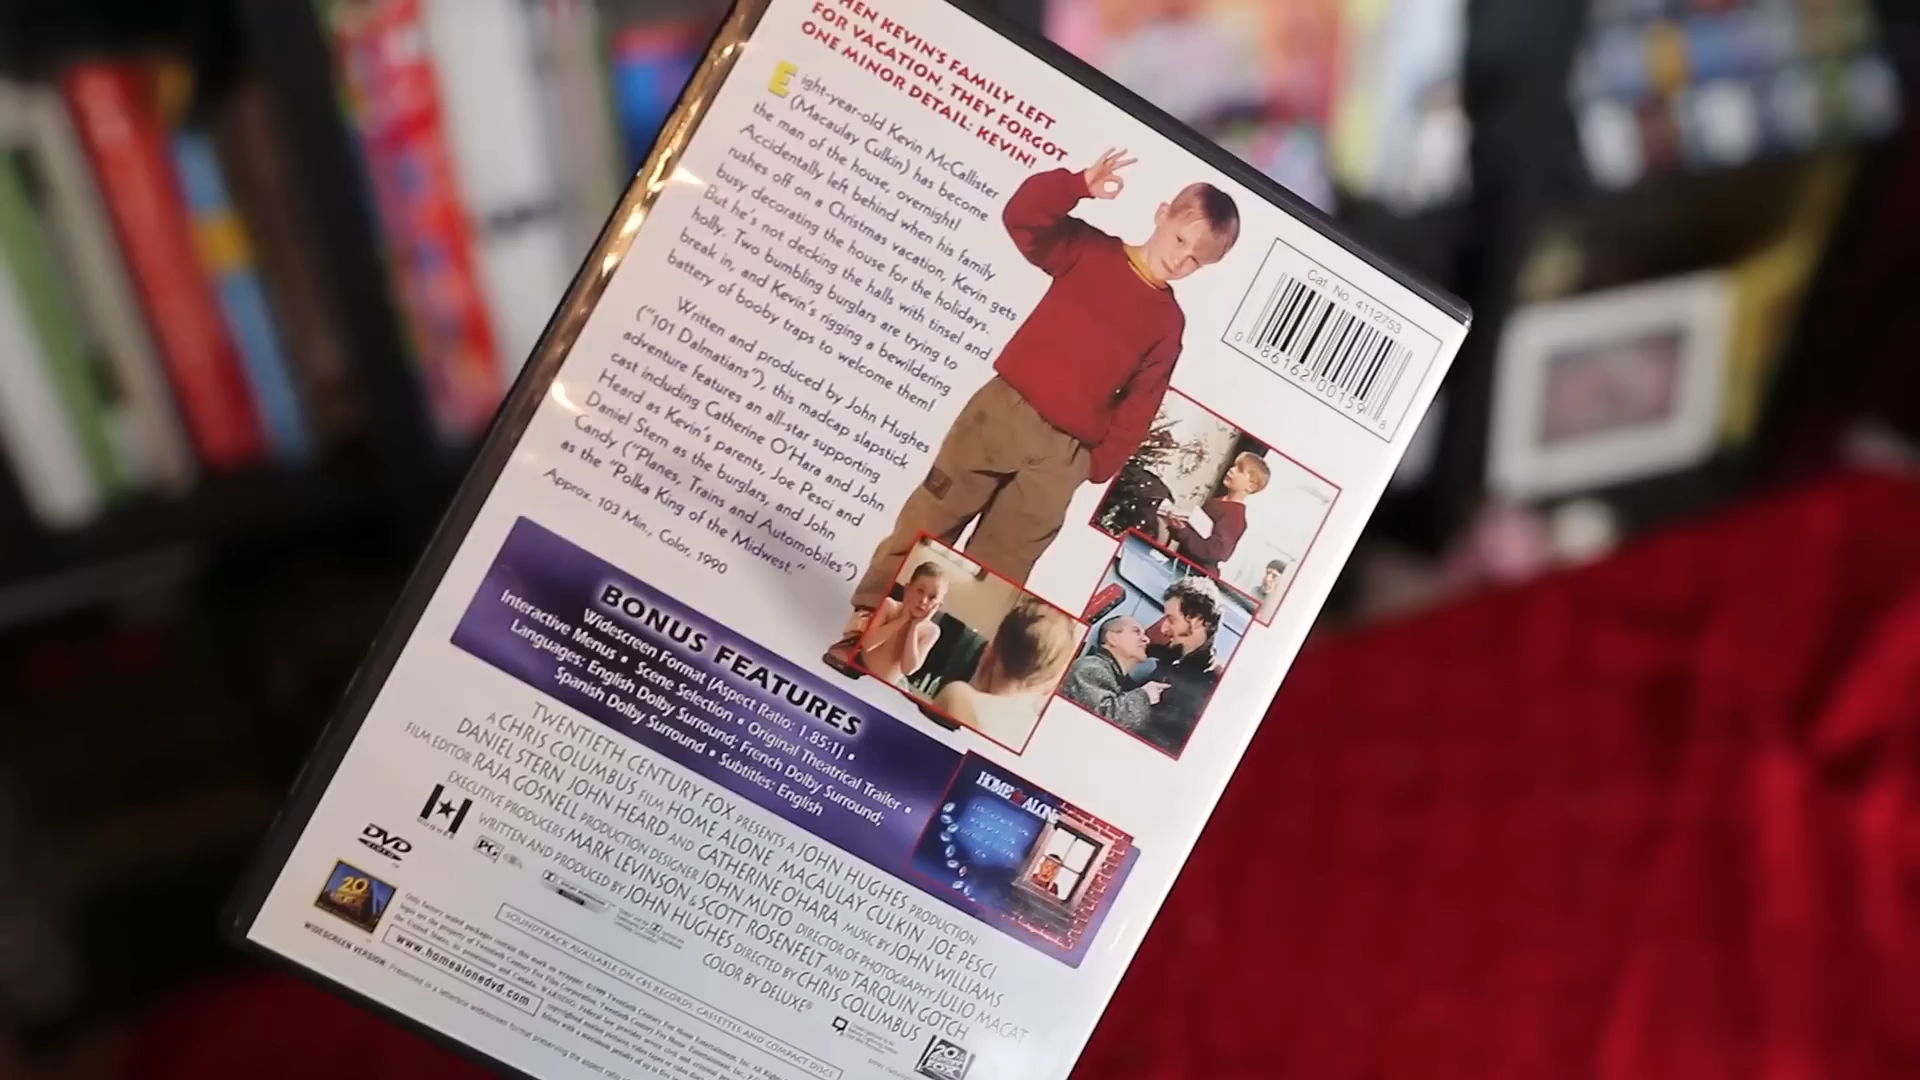 HEN KEVIN'S FAMILY LEFT
FOR VACATION, THEY FORGOT
ONE MINOR DETAIL: KEVIN!
Eight-year-old Kevin McCallister
(Macaulay Culkin) has become
the man of the house, overnight!
Accidentally left behind when his family
rushes off on a Christmas vacation, Kevin gets
busy decorating the house for the holidays.
But he's not decking the halls with tinsel and
holly. Two bumbling burglars are trying to
break in, and Kevin's rigging a bewildering
battery of booby traps to welcome them!
Written and produced by John Hughes
("101 Dalmatians"), this madcap slapstick
adventure features an all-star supporting
cast including Catherine O'Hara and John
Heard as Kevin's parents, Joe Pesci and
Daniel Stern as the burglars, and John
Candy ("Planes, Trains and Automobiles")
as the "Polka King of the Midwest."
Approx. 103 Min., Color, 1990
Cat. No. 4112753
0 86162 00159 8
BONUS FEATURES
Widescreen Format (Aspect Ratio: 1.85:1) •
Interactive Menus • Scene Selection • Original Theatrical Trailer •
Languages: English Dolby Surround; French Dolby Surround;
Spanish Dolby Surround • Subtitles: English
HOME ALONE
TWENTIETH CENTURY FOX PRESENTS A JOHN HUGHES PRODUCTION
A CHRIS COLUMBUS FILM HOME ALONE MACAULAY CULKIN JOE PESCI
DANIEL STERN JOHN HEARD AND CATHERINE O'HARA MUSIC BY JOHN WILLIAMS
FILM EDITOR RAJA GOSNELL PRODUCTION DESIGNER JOHN MUTO DIRECTOR OF PHOTOGRAPHY JULIO MACAT
EXECUTIVE PRODUCERS MARK LEVINSON & SCOTT ROSENFELT AND TARQUIN GOTCH
WRITTEN AND PRODUCED BY JOHN HUGHES DIRECTED BY CHRIS COLUMBUS
COLOR BY DELUXE®
HUGHES
DVD
VIDEO
PG
SOUNDTRACK AVAILABLE ON CBS RECORDS, CASSETTES AND COMPACT DISCS
www.homealonedvd.com
WIDESCREEN VERSION